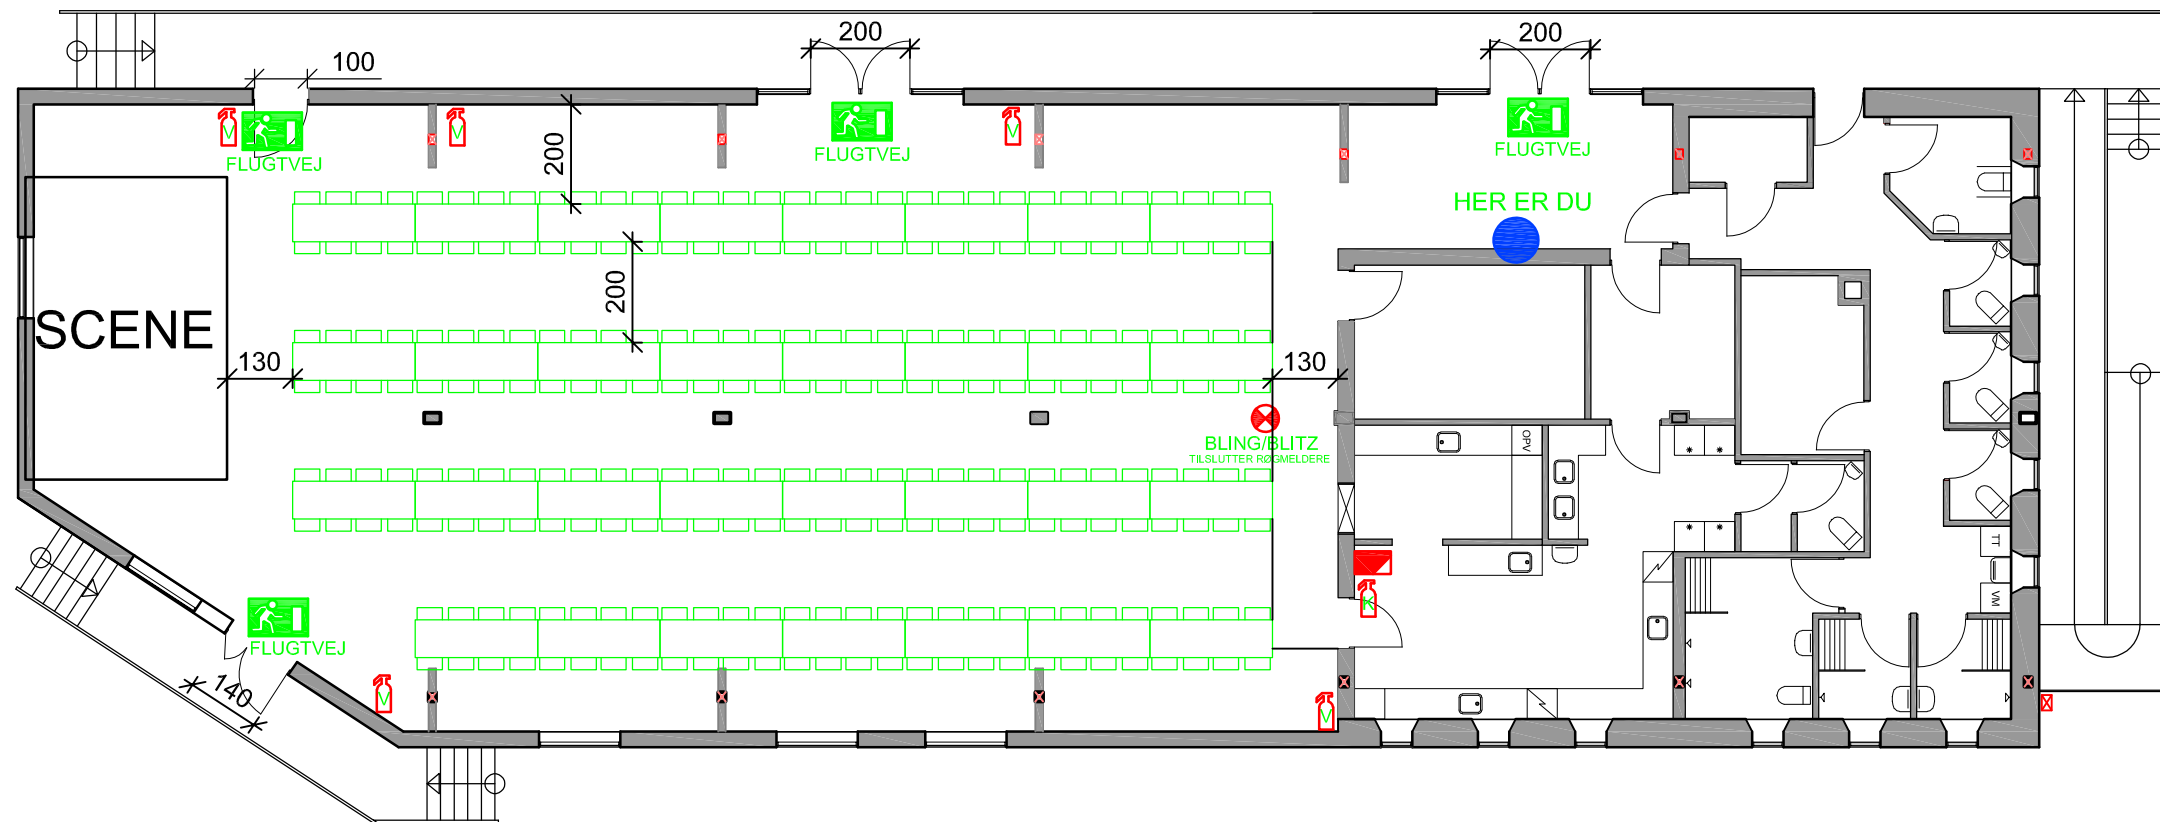 200
200
100
V
V
V
FLUGTVEJ
FLUGTVEJ
FLUGTVEJ
200
HER ER DU
200
SCENE
130
130
BLING/BLITZ
TILSLUTTER RØGMELDERE
OPV
TT
VM
K
FLUGTVEJ
140
V
V